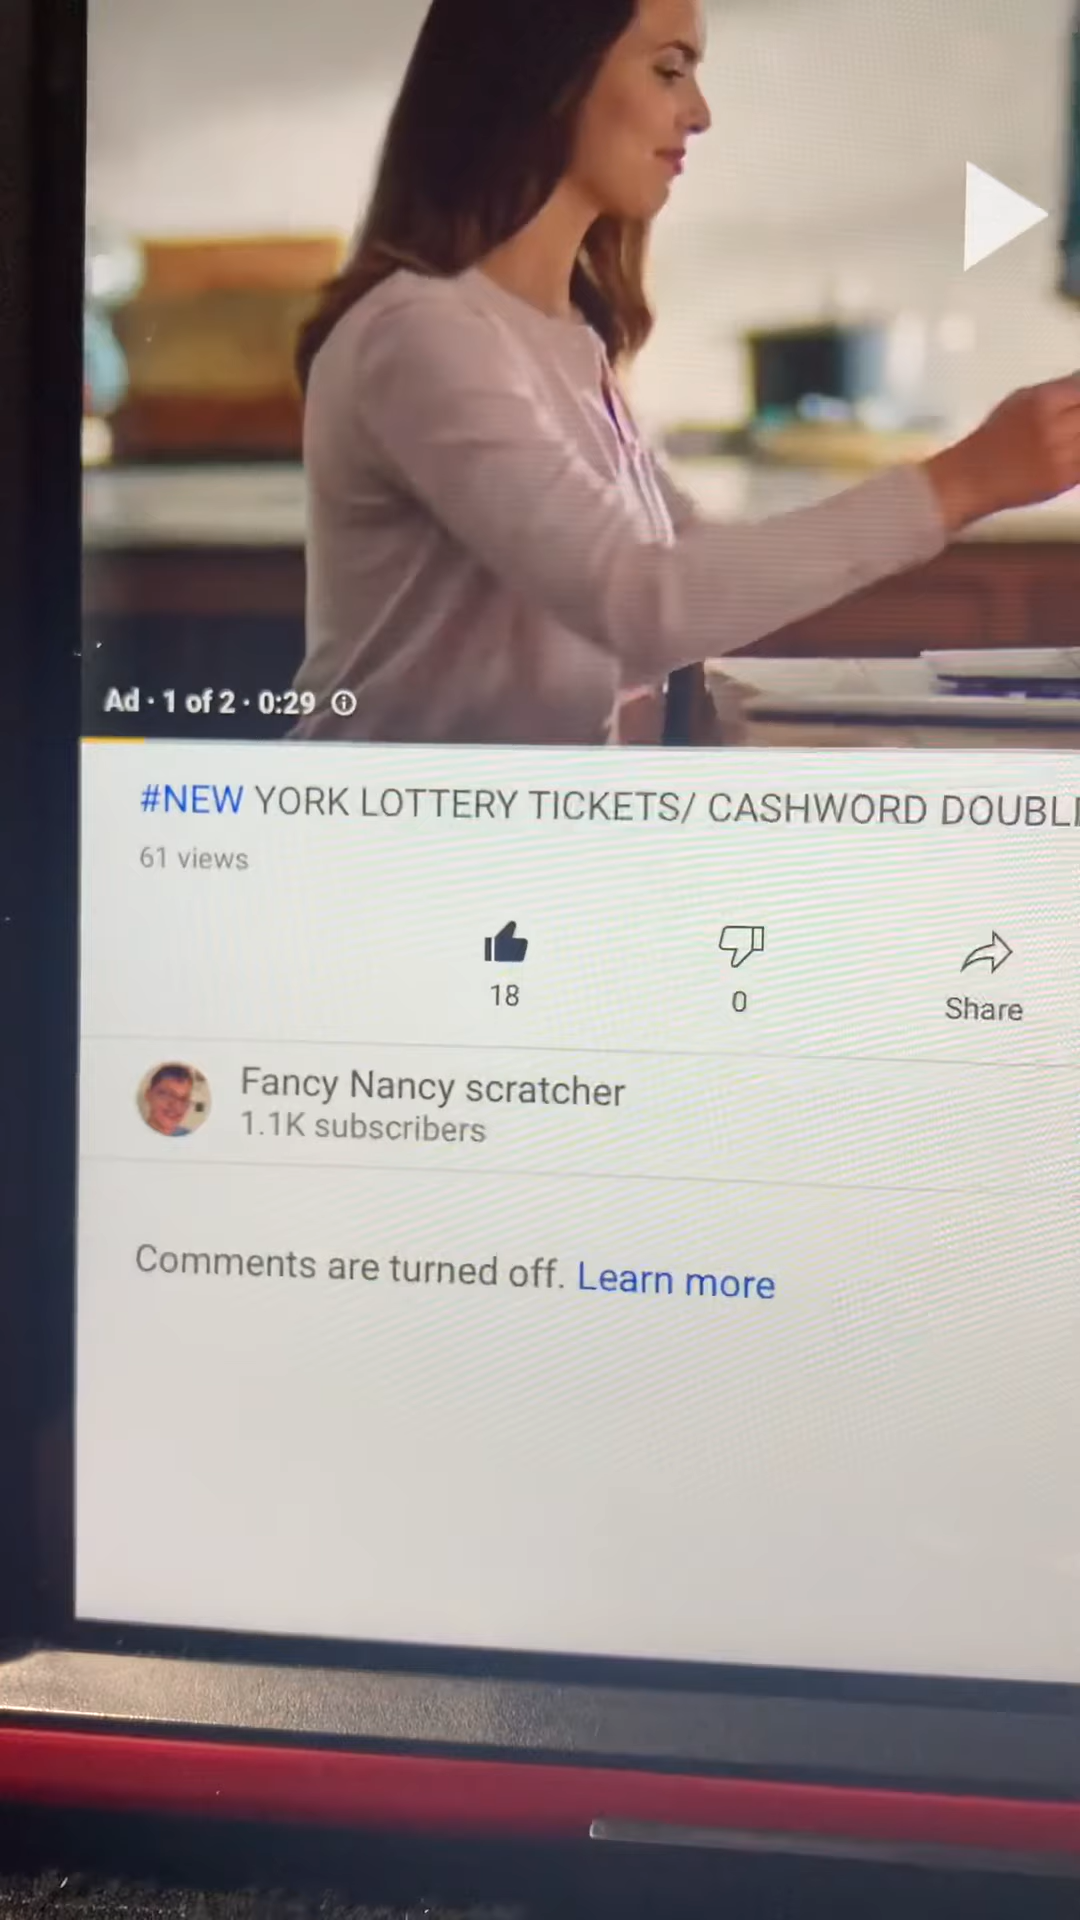 Ad · 1 of 2 · 0:29
#NEW YORK LOTTERY TICKETS/ CASHWORD
61 views
18
0
Share
Fancy Nancy scratcher
1.1K subscribers
Comments are turned off. Learn more